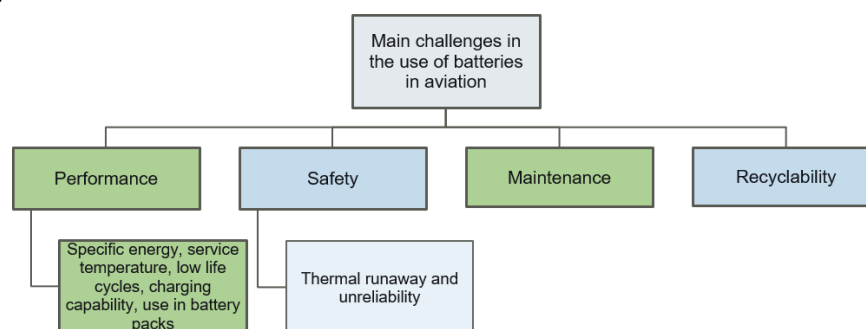 Main challenges in
the use of batteries
in aviation
Performance
Safety
Maintenance
Recyclability
Specific energy, service
temperature, low life
cycles, charging
capability, use in battery
packs
Thermal runaway and
unreliability